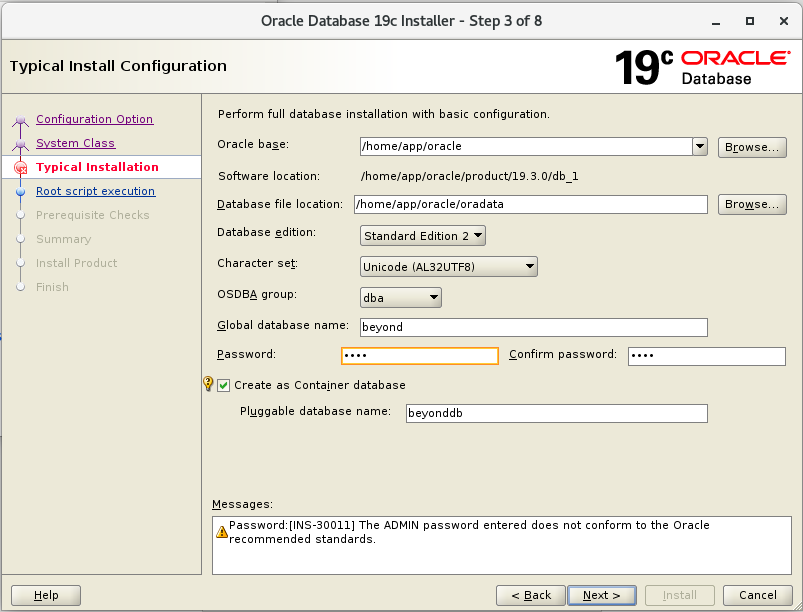 Oracle Database 19c Installer - Step 3 of 8
Typical Install Configuration
19c ORACLE
Database
Configuration Option
System Class
Typical Installation
Root script execution
Prerequisite Checks
Summary
Install Product
Finish
Perform full database installation with basic configuration.
Oracle base: /home/app/oracle Browse...
Software location: /home/app/oracle/product/19.3.0/db_1
Database file location: /home/app/oracle/oradata Browse...
Database edition: Standard Edition 2
Character set: Unicode (AL32UTF8)
OSDBA group: dba
Global database name: beyond
Password: •••• Confirm password: ••••
Create as Container database
Pluggable database name: beyonddb
Messages:
Password:[INS-30011] The ADMIN password entered does not conform to the Oracle
recommended standards.
Help < Back Next > Install Cancel